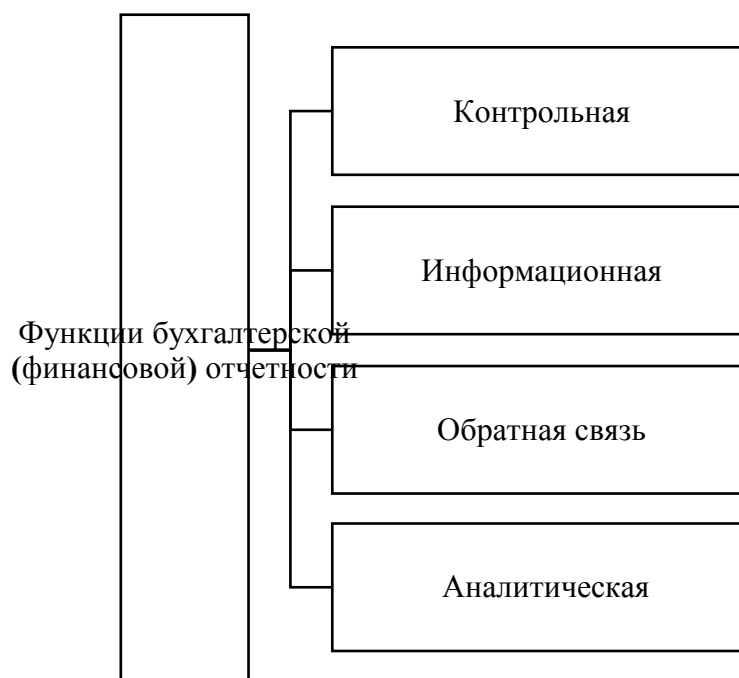 Функции бухгалтерской
(финансовой) отчетности
Контрольная
Информационная
Обратная связь
Аналитическая